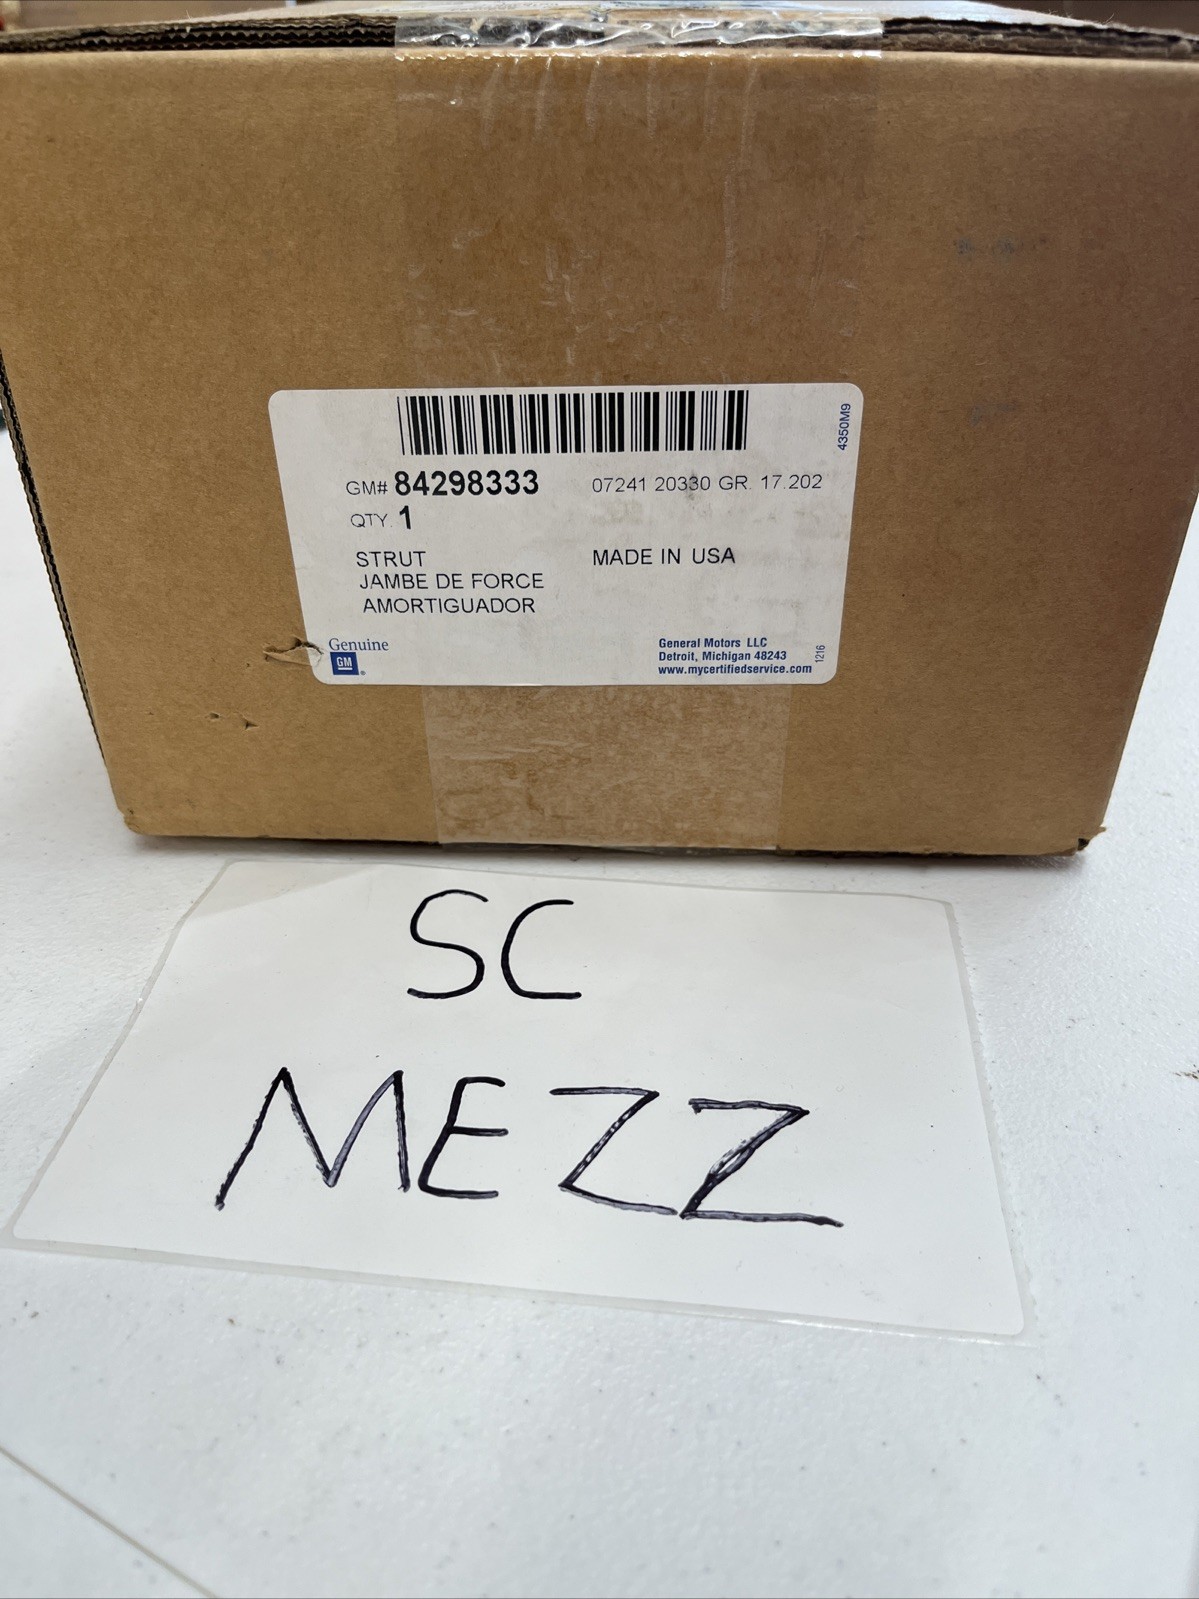 GM# 84298333 07241 20330 GR. 17.202
4350M9
QTY. 1
STRUT MADE IN USA
JAMBE DE FORCE
AMORTIGUADOR
Genuine
GM
General Motors LLC
Detroit, Michigan 48243
www.mycertifiedservice.com
1216
SC
MEZZ